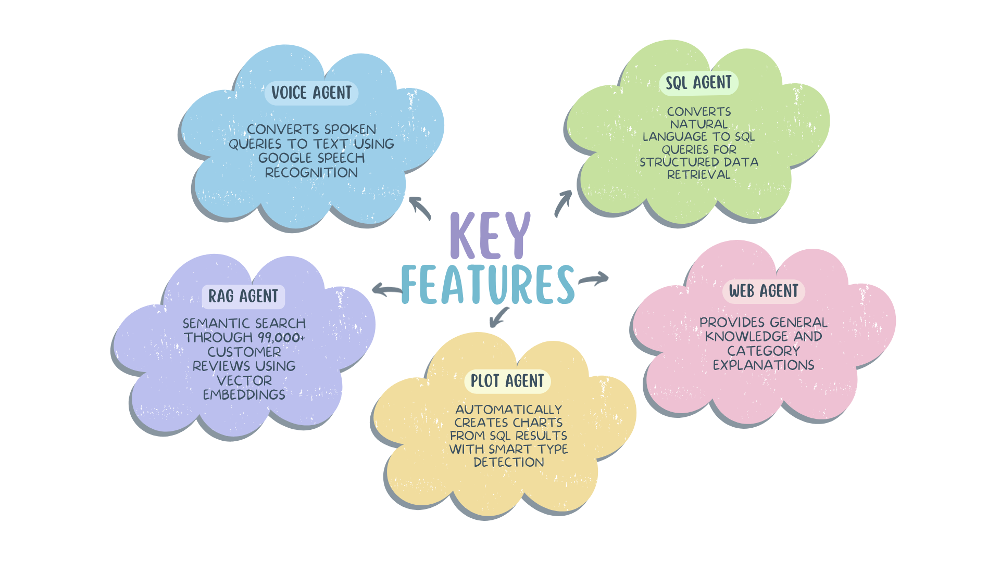 VOICE AGENT
CONVERTS SPOKEN
QUERIES TO TEXT USING
GOOGLE SPEECH
RECOGNITION
SQL AGENT
CONVERTS
NATURAL
LANGUAGE TO SQL
QUERIES FOR
STRUCTURED DATA
RETRIEVAL
KEY
FEATURES
RAG AGENT
SEMANTIC SEARCH
THROUGH 99,000+
CUSTOMER
REVIEWS USING
VECTOR
EMBEDDINGS
WEB AGENT
PROVIDES GENERAL
KNOWLEDGE AND
CATEGORY
EXPLANATIONS
PLOT AGENT
AUTOMATICALLY
CREATES CHARTS
FROM SQL RESULTS
WITH SMART TYPE
DETECTION